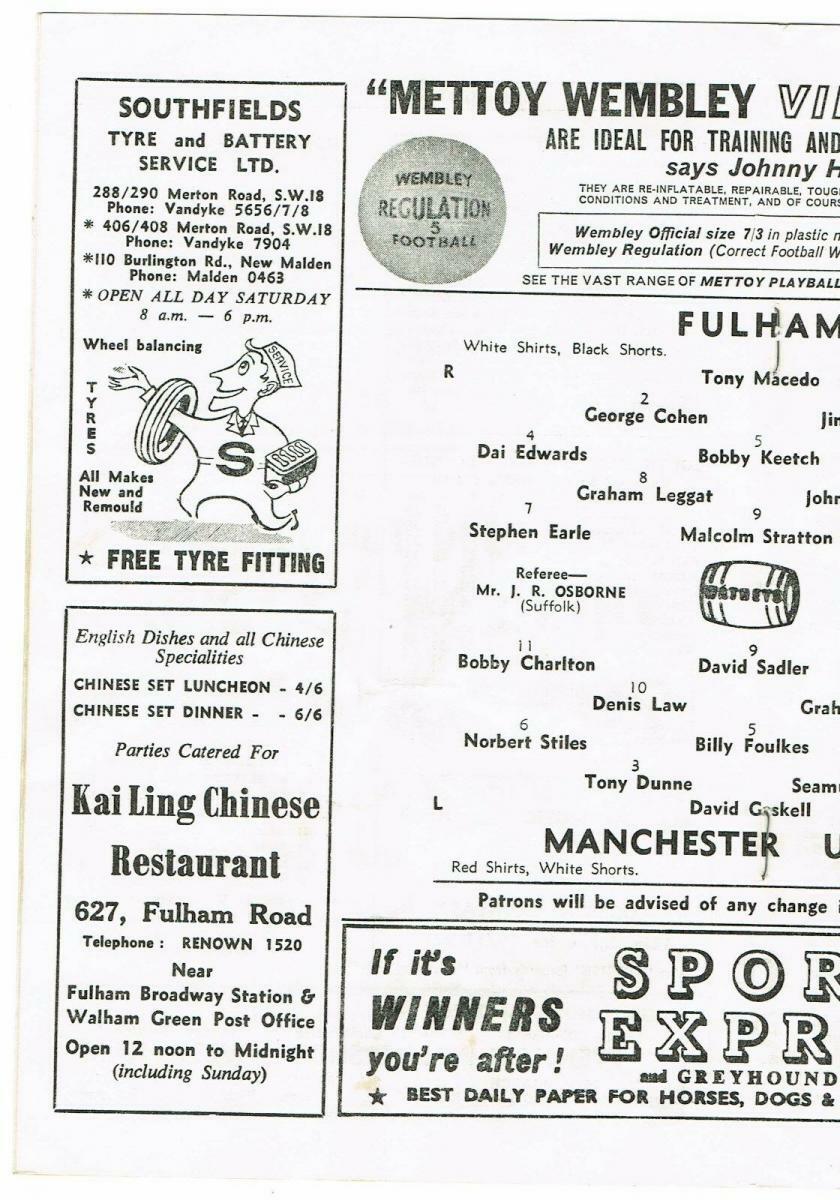 SOUTHFIELDS
TYRE and BATTERY
SERVICE LTD.
288/290 Merton Road, S.W.18
Phone: Vandyke 5656/7/8
* 406/408 Merton Road, S.W.18
Phone: Vandyke 7904
*110 Burlington Rd., New Malden
Phone: Malden 0463
* OPEN ALL DAY SATURDAY
8 a.m. — 6 p.m.
Wheel balancing
SERVICE
TYRES
S
All Makes
New and
Remould
★ FREE TYRE FITTING
English Dishes and all Chinese
Specialities
CHINESE SET LUNCHEON - 4/6
CHINESE SET DINNER - - 6/6
Parties Catered For
Kai Ling Chinese
Restaurant
627, Fulham Road
Telephone : RENOWN 1520
Near
Fulham Broadway Station &
Walham Green Post Office
Open 12 noon to Midnight
(including Sunday)
"METTOY WEMBLEY
ARE IDEAL FOR TRAINING AND
says Johnny H
WEMBLEY
REGULATION
5
FOOTBALL
THEY ARE RE-INFLATABLE, REPAIRABLE, TOUG
CONDITIONS AND TREATMENT, AND OF COURS
Wembley Official size 7/3 in plastic
Wembley Regulation (Correct Football W
SEE THE VAST RANGE OF METTOY PLAYBALL
FULHAM
White Shirts, Black Shorts.
R
Tony Macedo
2
George Cohen Jim
4 5
Dai Edwards Bobby Keetch
8
Graham Leggat John
7 9
Stephen Earle Malcolm Stratton
Referee—
Mr. J. R. OSBORNE
(Suffolk)
WATNEYS
11 9
Bobby Charlton David Sadler
10
Denis Law Grah
6 5
Norbert Stiles Billy Foulkes
3
Tony Dunne Seamu
L David Gaskell
MANCHESTER U
Red Shirts, White Shorts.
Patrons will be advised of any change
If it's
WINNERS
you're after!
SPOR
EXPR
and GREYHOUND
★ BEST DAILY PAPER FOR HORSES, DOGS &